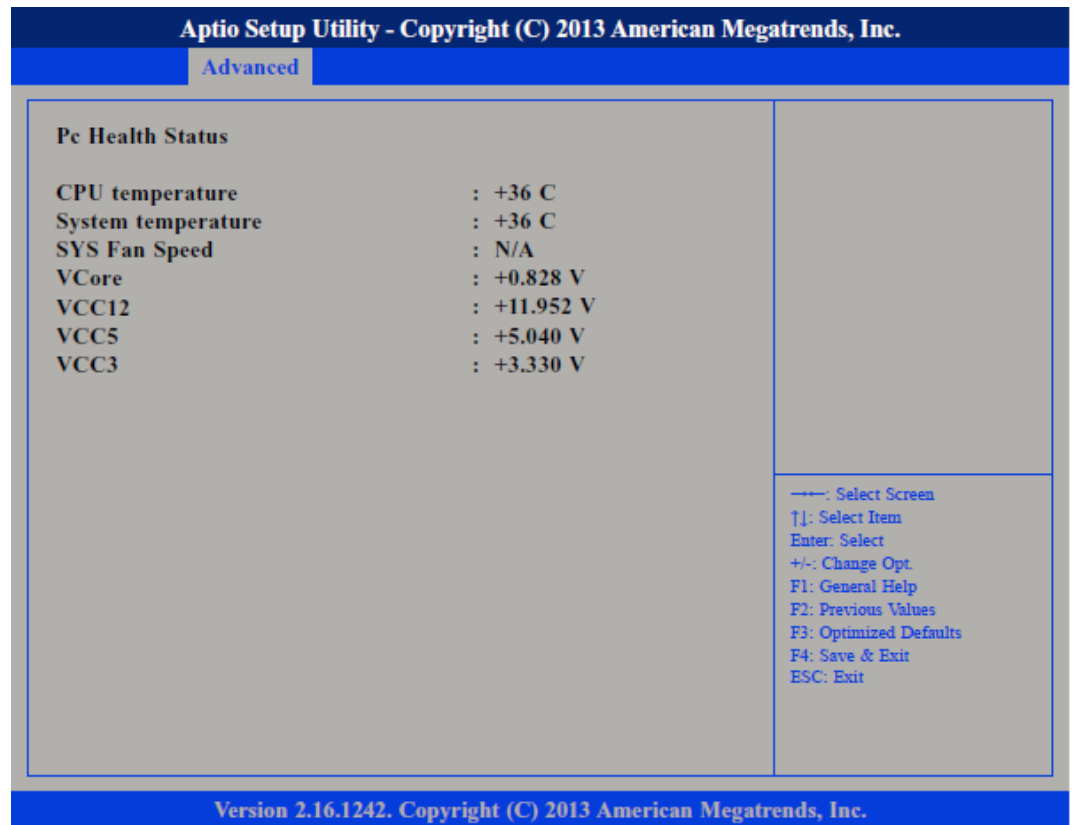 Aptio Setup Utility - Copyright (C) 2013 American Megatrends, Inc.
Advanced
Pc Health Status
CPU temperature : +36 C
System temperature : +36 C
SYS Fan Speed : N/A
VCore : +0.828 V
VCC12 : +11.952 V
VCC5 : +5.040 V
VCC3 : +3.330 V
→←: Select Screen
↑↓: Select Item
Enter: Select
+/-: Change Opt.
F1: General Help
F2: Previous Values
F3: Optimized Defaults
F4: Save & Exit
ESC: Exit
Version 2.16.1242. Copyright (C) 2013 American Megatrends, Inc.